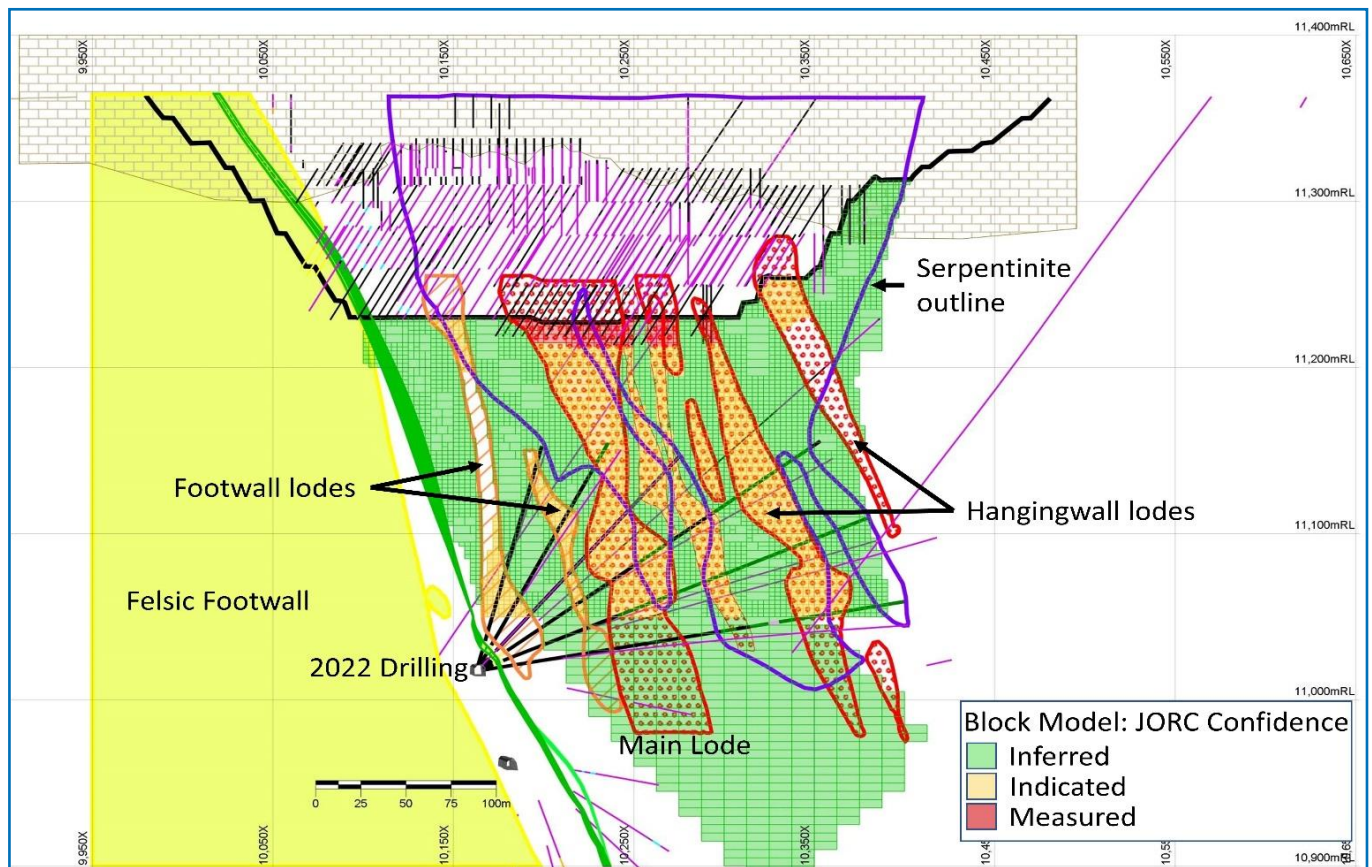 11,400mRL
9,950X
10,050X
10,150X
10,250X
10,350X
10,450X
10,550X
10,650X
11,300mRL
Serpentinite
outline
11,200mRL
Footwall lodes
Hangingwall lodes
11,100mRL
Felsic Footwall
2022 Drilling
11,000mRL
Main Lode
Block Model: JORC Confidence
Inferred
Indicated
Measured
0 25 50 75 100m
9,950X
10,050X
10,150X
10,250X
10,350X
10,900mRL